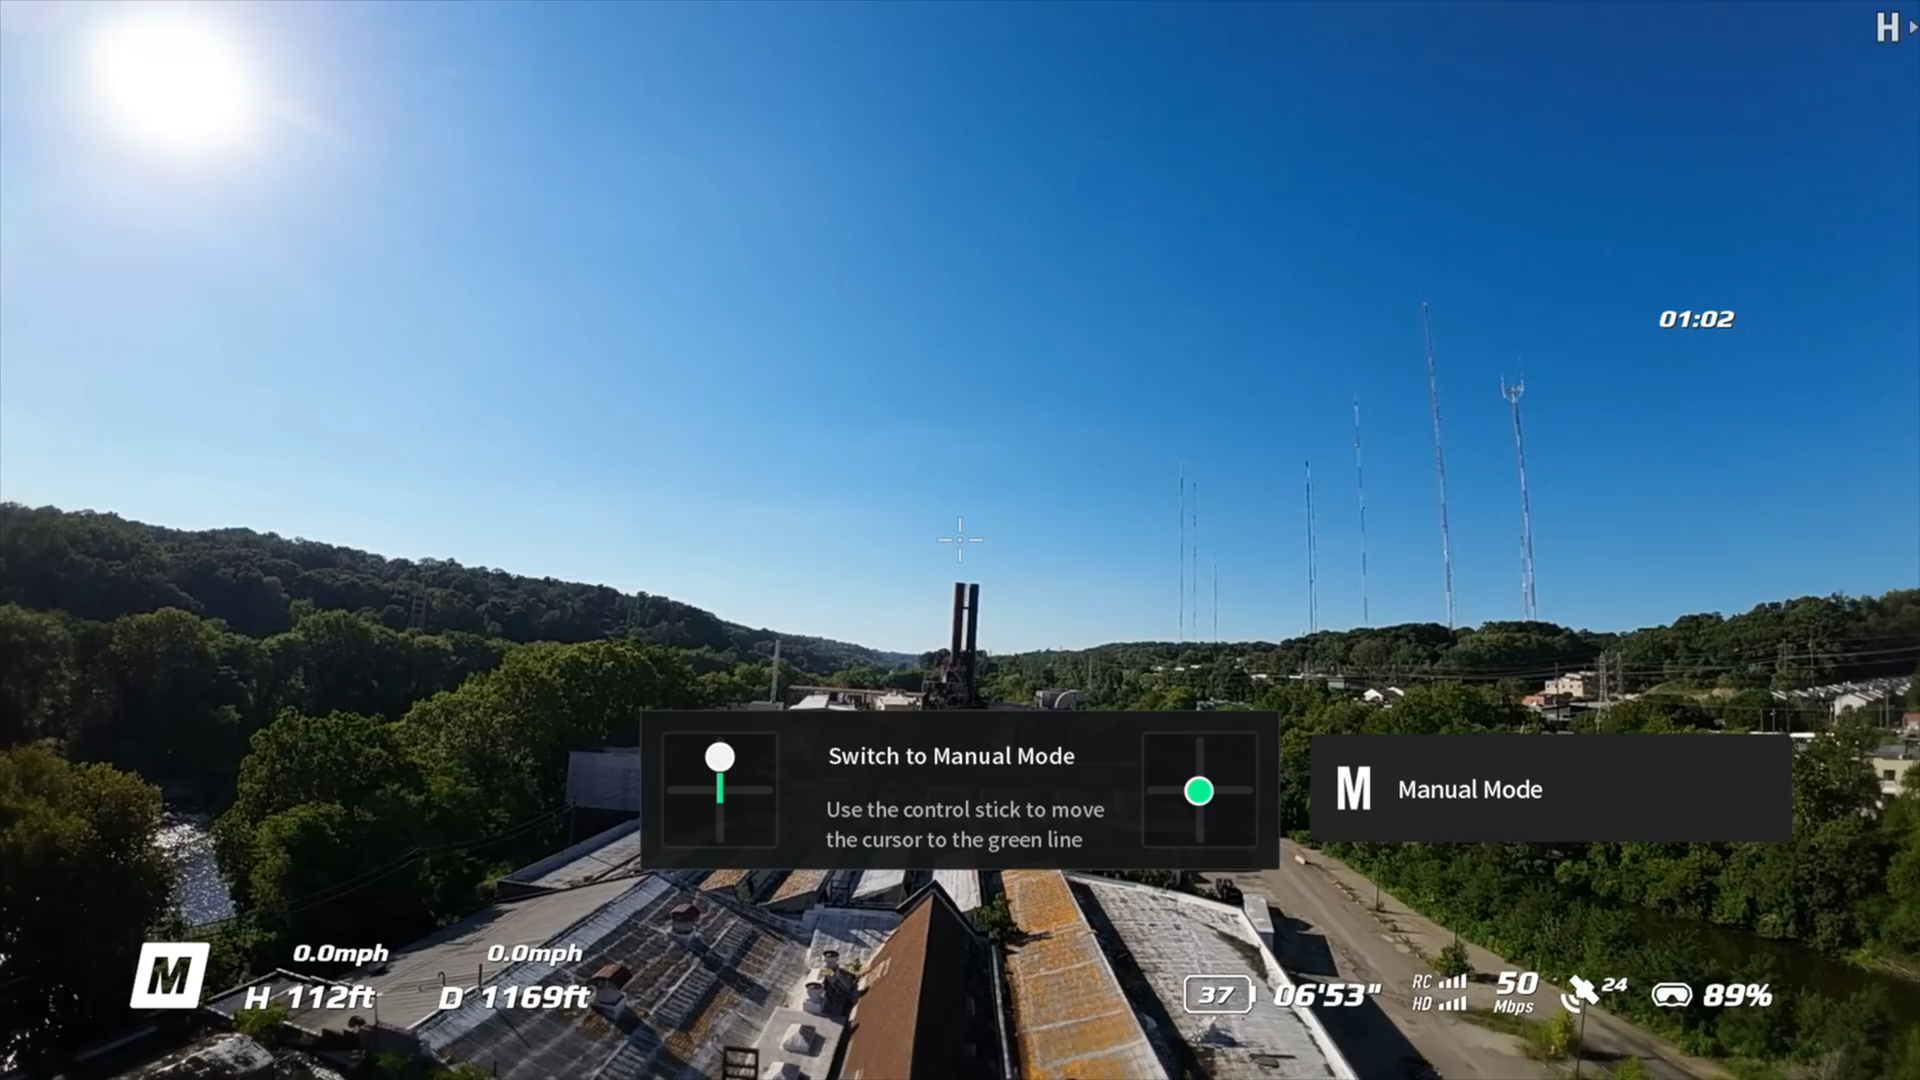 H
01:02
Switch to Manual Mode
Use the control stick to move
the cursor to the green line
M Manual Mode
M
0.0mph 0.0mph
H 112ft D 1169ft
37 06'53"
RC
HD
50
Mbps
24
89%